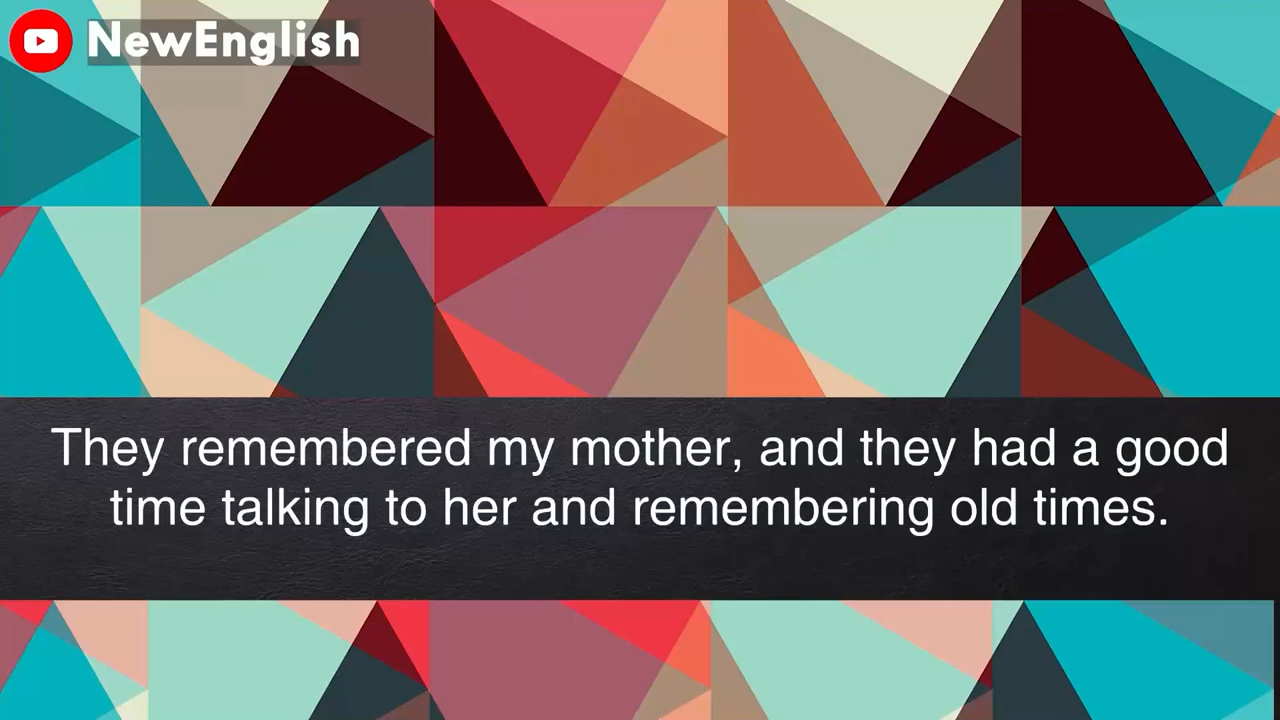 NewEnglish
They remembered my mother, and they had a good
time talking to her and remembering old times.